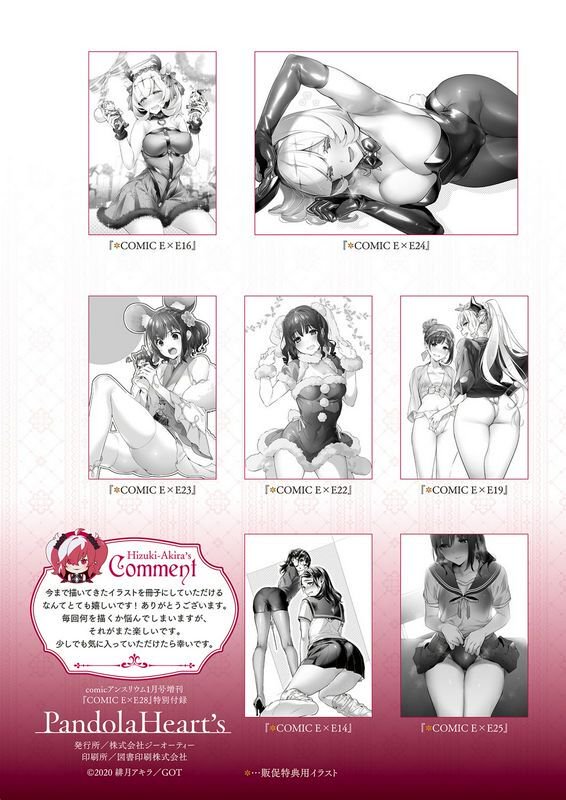 『*COMIC E×E16』
『*COMIC E×E24』
『*COMIC E×E23』
『*COMIC E×E22』
『*COMIC E×E19』
Hizuki-Akira's
Comment
今まで描いてきたイラストを冊子にしていただける
なんてとても嬉しいです！ありがとうございます。
毎回何を描くか悩んでしまいますが、
それがまた楽しいです。
少しでも気に入っていただけたら幸いです。
comicアンスリウム1月号増刊
『COMIC E×E28』特別付録
PandolaHeart's
発行所／株式会社ジーオーティー
印刷所／図書印刷株式会社
©2020 緋月アキラ／GOT
『*COMIC E×E14』
『*COMIC E×E25』
*…販促特典用イラスト